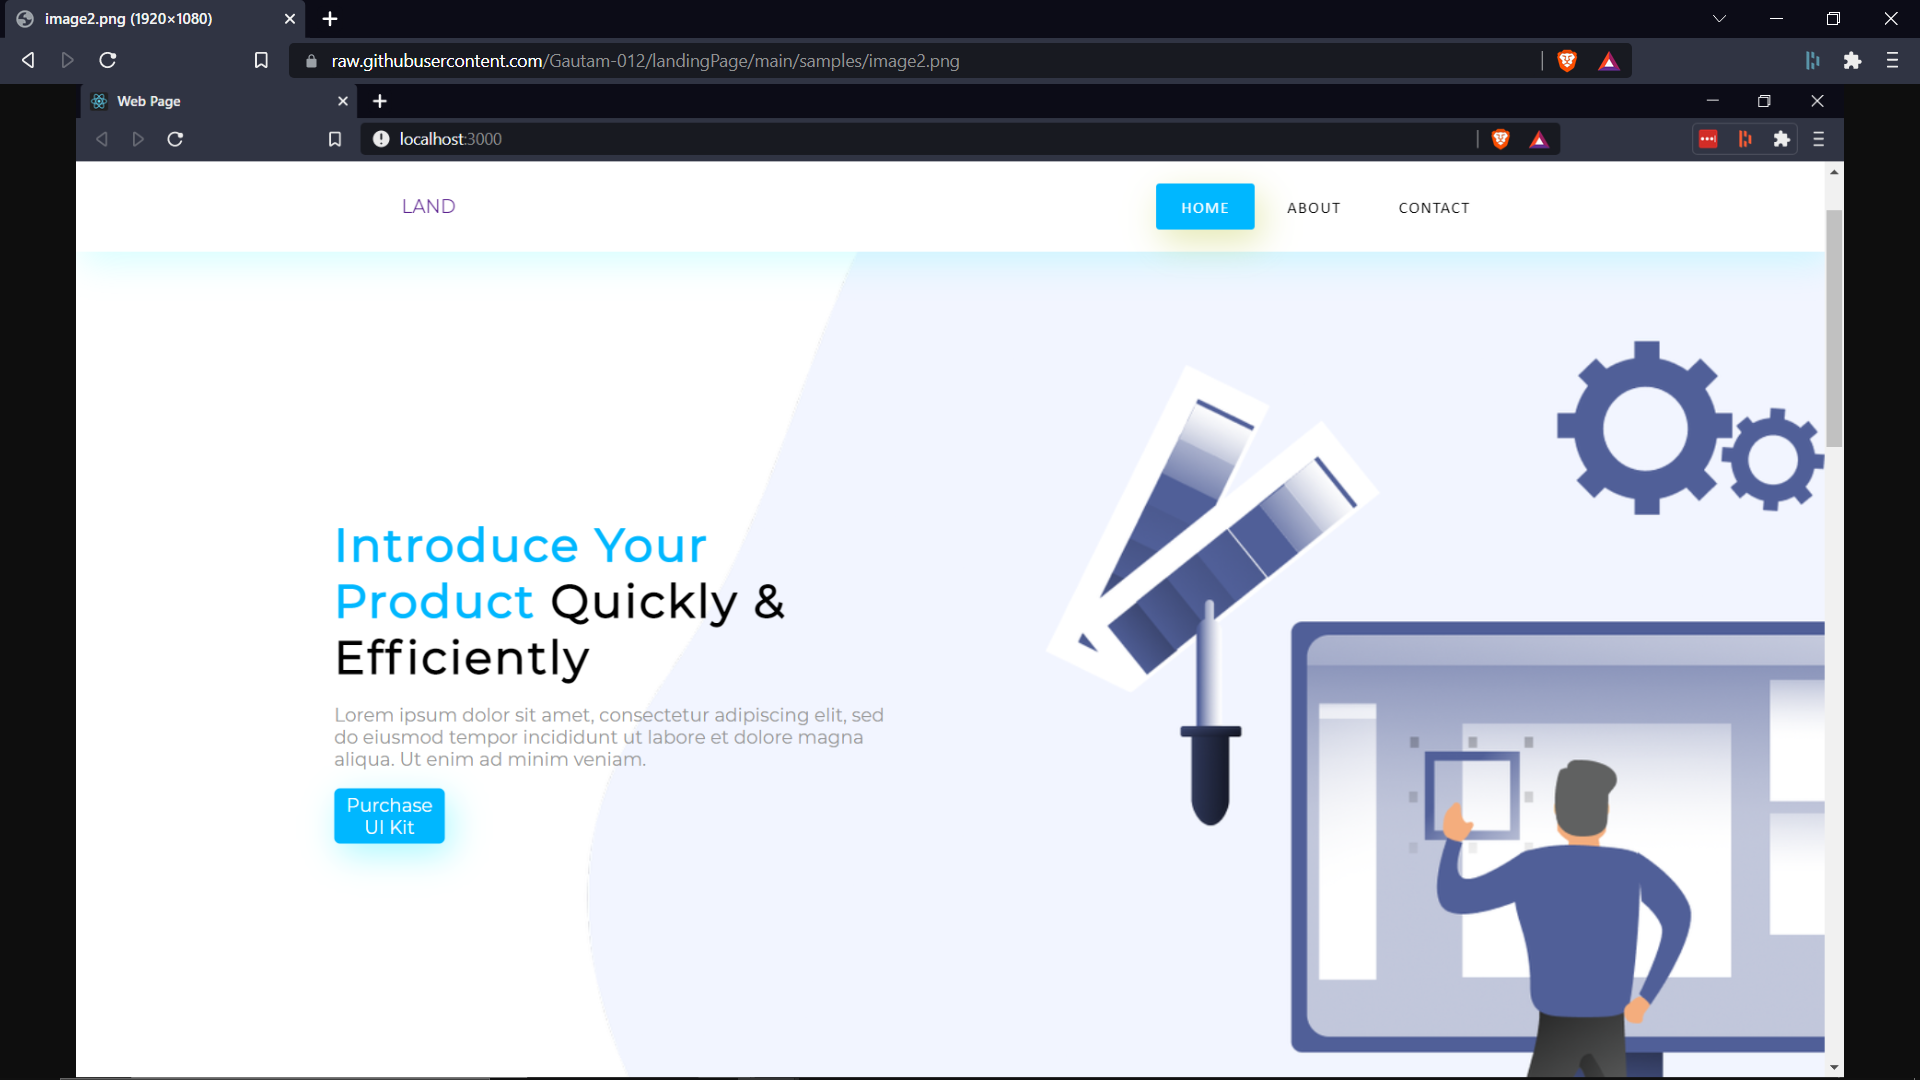 image2.png (1920×1080)
raw.githubusercontent.com/Gautam-012/landingPage/main/samples/image2.png
Web Page
localhost:3000
LAND
HOME
ABOUT
CONTACT
Introduce Your
Product Quickly &
Efficiently
Lorem ipsum dolor sit amet, consectetur adipiscing elit, sed
do eiusmod tempor incididunt ut labore et dolore magna
aliqua. Ut enim ad minim veniam.
Purchase
UI Kit